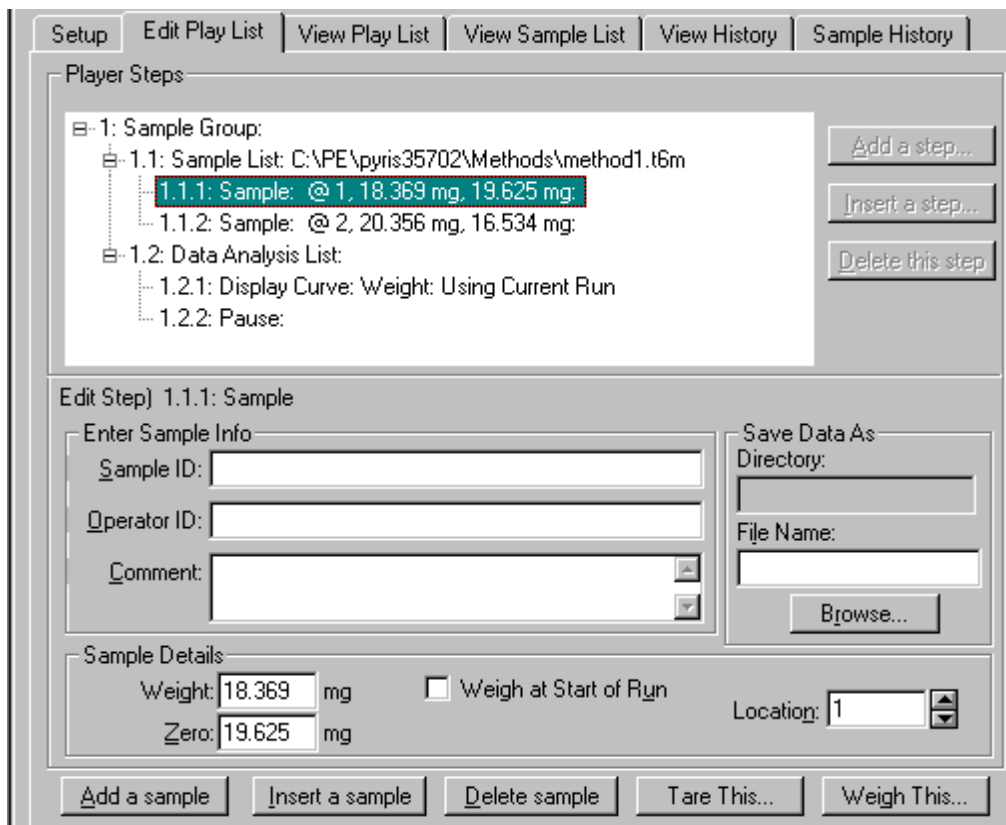 Setup Edit Play List View Play List View Sample List View History Sample History
Player Steps
1: Sample Group:
1.1: Sample List: C:\PE\pyris35702\Methods\method1.t6m
1.1.1: Sample: @ 1, 18.369 mg, 19.625 mg:
1.1.2: Sample: @ 2, 20.356 mg, 16.534 mg:
1.2: Data Analysis List:
1.2.1: Display Curve: Weight: Using Current Run
1.2.2: Pause:
Add a step...
Insert a step...
Delete this step
Edit Step) 1.1.1: Sample
Enter Sample Info
Sample ID:
Operator ID:
Comment:
Save Data As
Directory:
File Name:
Browse...
Sample Details
Weight: 18.369 mg
Zero: 19.625 mg
Weigh at Start of Run
Location: 1
Add a sample Insert a sample Delete sample Tare This... Weigh This...